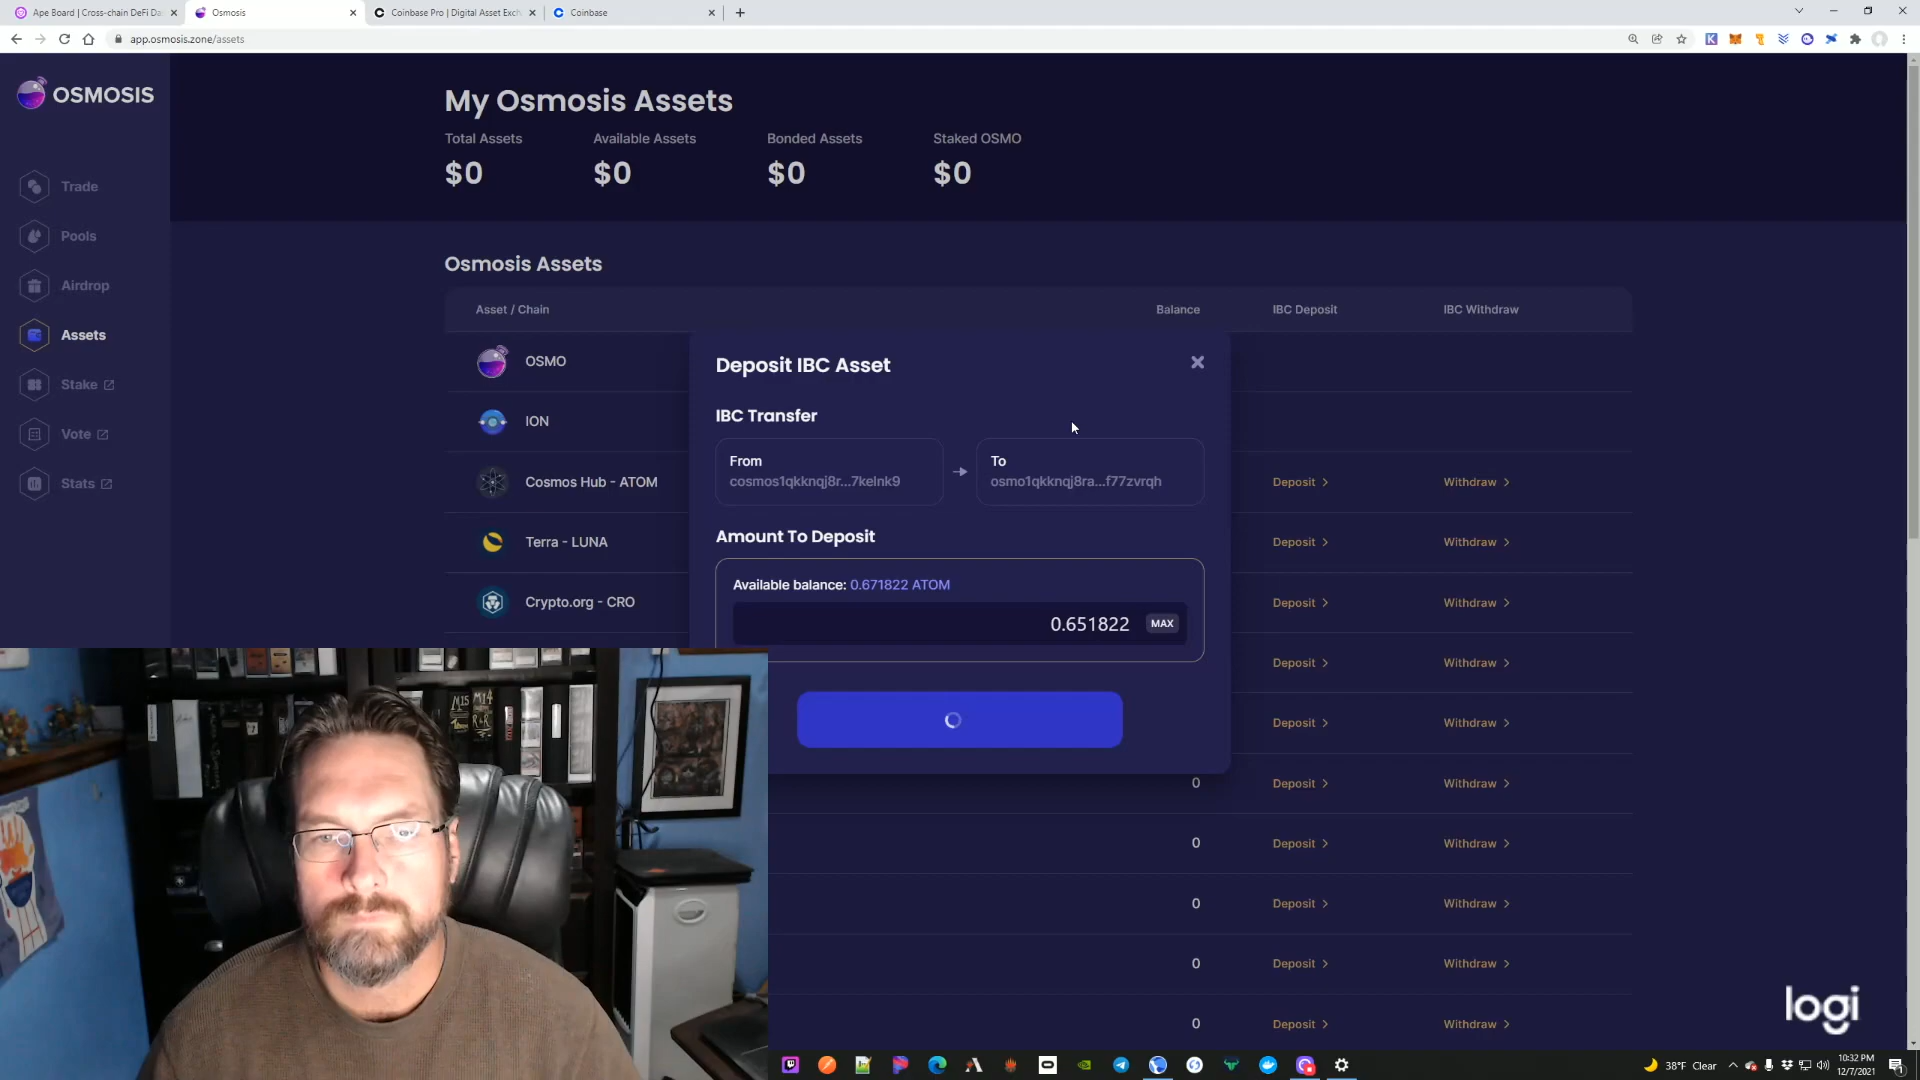 Ape Board | Cross-chain DeFi Da
Osmosis
Coinbase Pro | Digital Asset Exch
Coinbase
app.osmosis.zone/assets
OSMOSIS
Trade
Pools
Airdrop
Assets
Stake
Vote
Stats
My Osmosis Assets
Total Assets
Available Assets
Bonded Assets
Staked OSMO
$0
$0
$0
$0
Osmosis Assets
Asset / Chain
Balance
IBC Deposit
IBC Withdraw
OSMO
ION
Cosmos Hub - ATOM
Deposit
Withdraw
Terra - LUNA
Deposit
Withdraw
Crypto.org - CRO
Deposit
Withdraw
Deposit IBC Asset
IBC Transfer
From
cosmos1qkknqj8r...7kelnk9
To
osmo1qkknqj8ra...f77zvrqh
Amount To Deposit
Available balance: 0.671822 ATOM
0.651822
MAX
Deposit
Withdraw
Deposit
Withdraw
0
Deposit
Withdraw
0
Deposit
Withdraw
0
Deposit
Withdraw
0
Deposit
Withdraw
0
Deposit
Withdraw
M15
M14
R&R
logi
38°F Clear
10:32 PM
12/7/2021